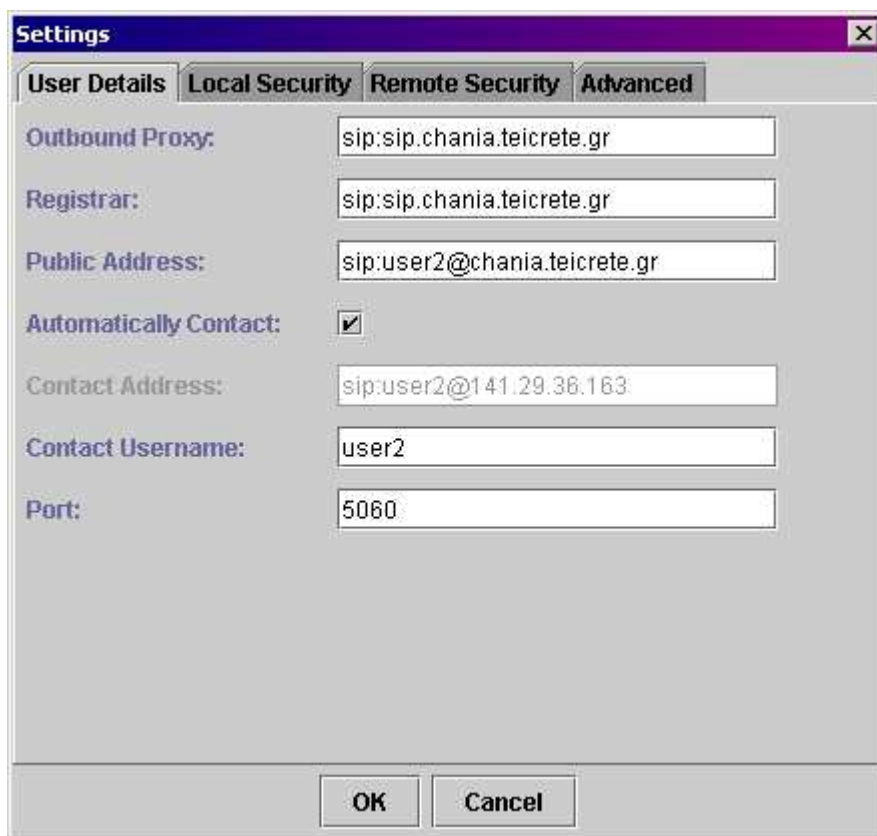 Settings
User Details Local Security Remote Security Advanced
Outbound Proxy: sip:sip.chania.teicrete.gr
Registrar: sip:sip.chania.teicrete.gr
Public Address: sip:user2@chania.teicrete.gr
Automatically Contact:
Contact Address: sip:user2@141.29.36.163
Contact Username: user2
Port: 5060
OK Cancel